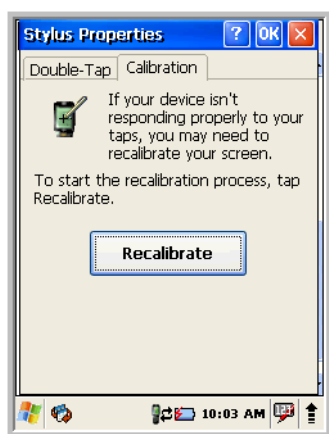 Stylus Properties ? OK X
Double-Tap Calibration
If your device isn't
responding properly to your
taps, you may need to
recalibrate your screen.
To start the recalibration process, tap
Recalibrate.
Recalibrate
10:03 AM 123